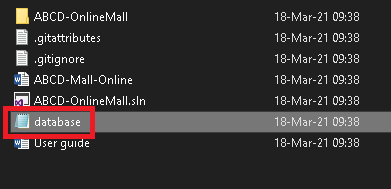 ABCD-OnlineMall 18-Mar-21 09:38
.gitattributes 18-Mar-21 09:38
.gitignore 18-Mar-21 09:38
ABCD-Mall-Online 18-Mar-21 09:38
ABCD-OnlineMall.sln 18-Mar-21 09:38
database 18-Mar-21 09:38
User guide 18-Mar-21 09:38